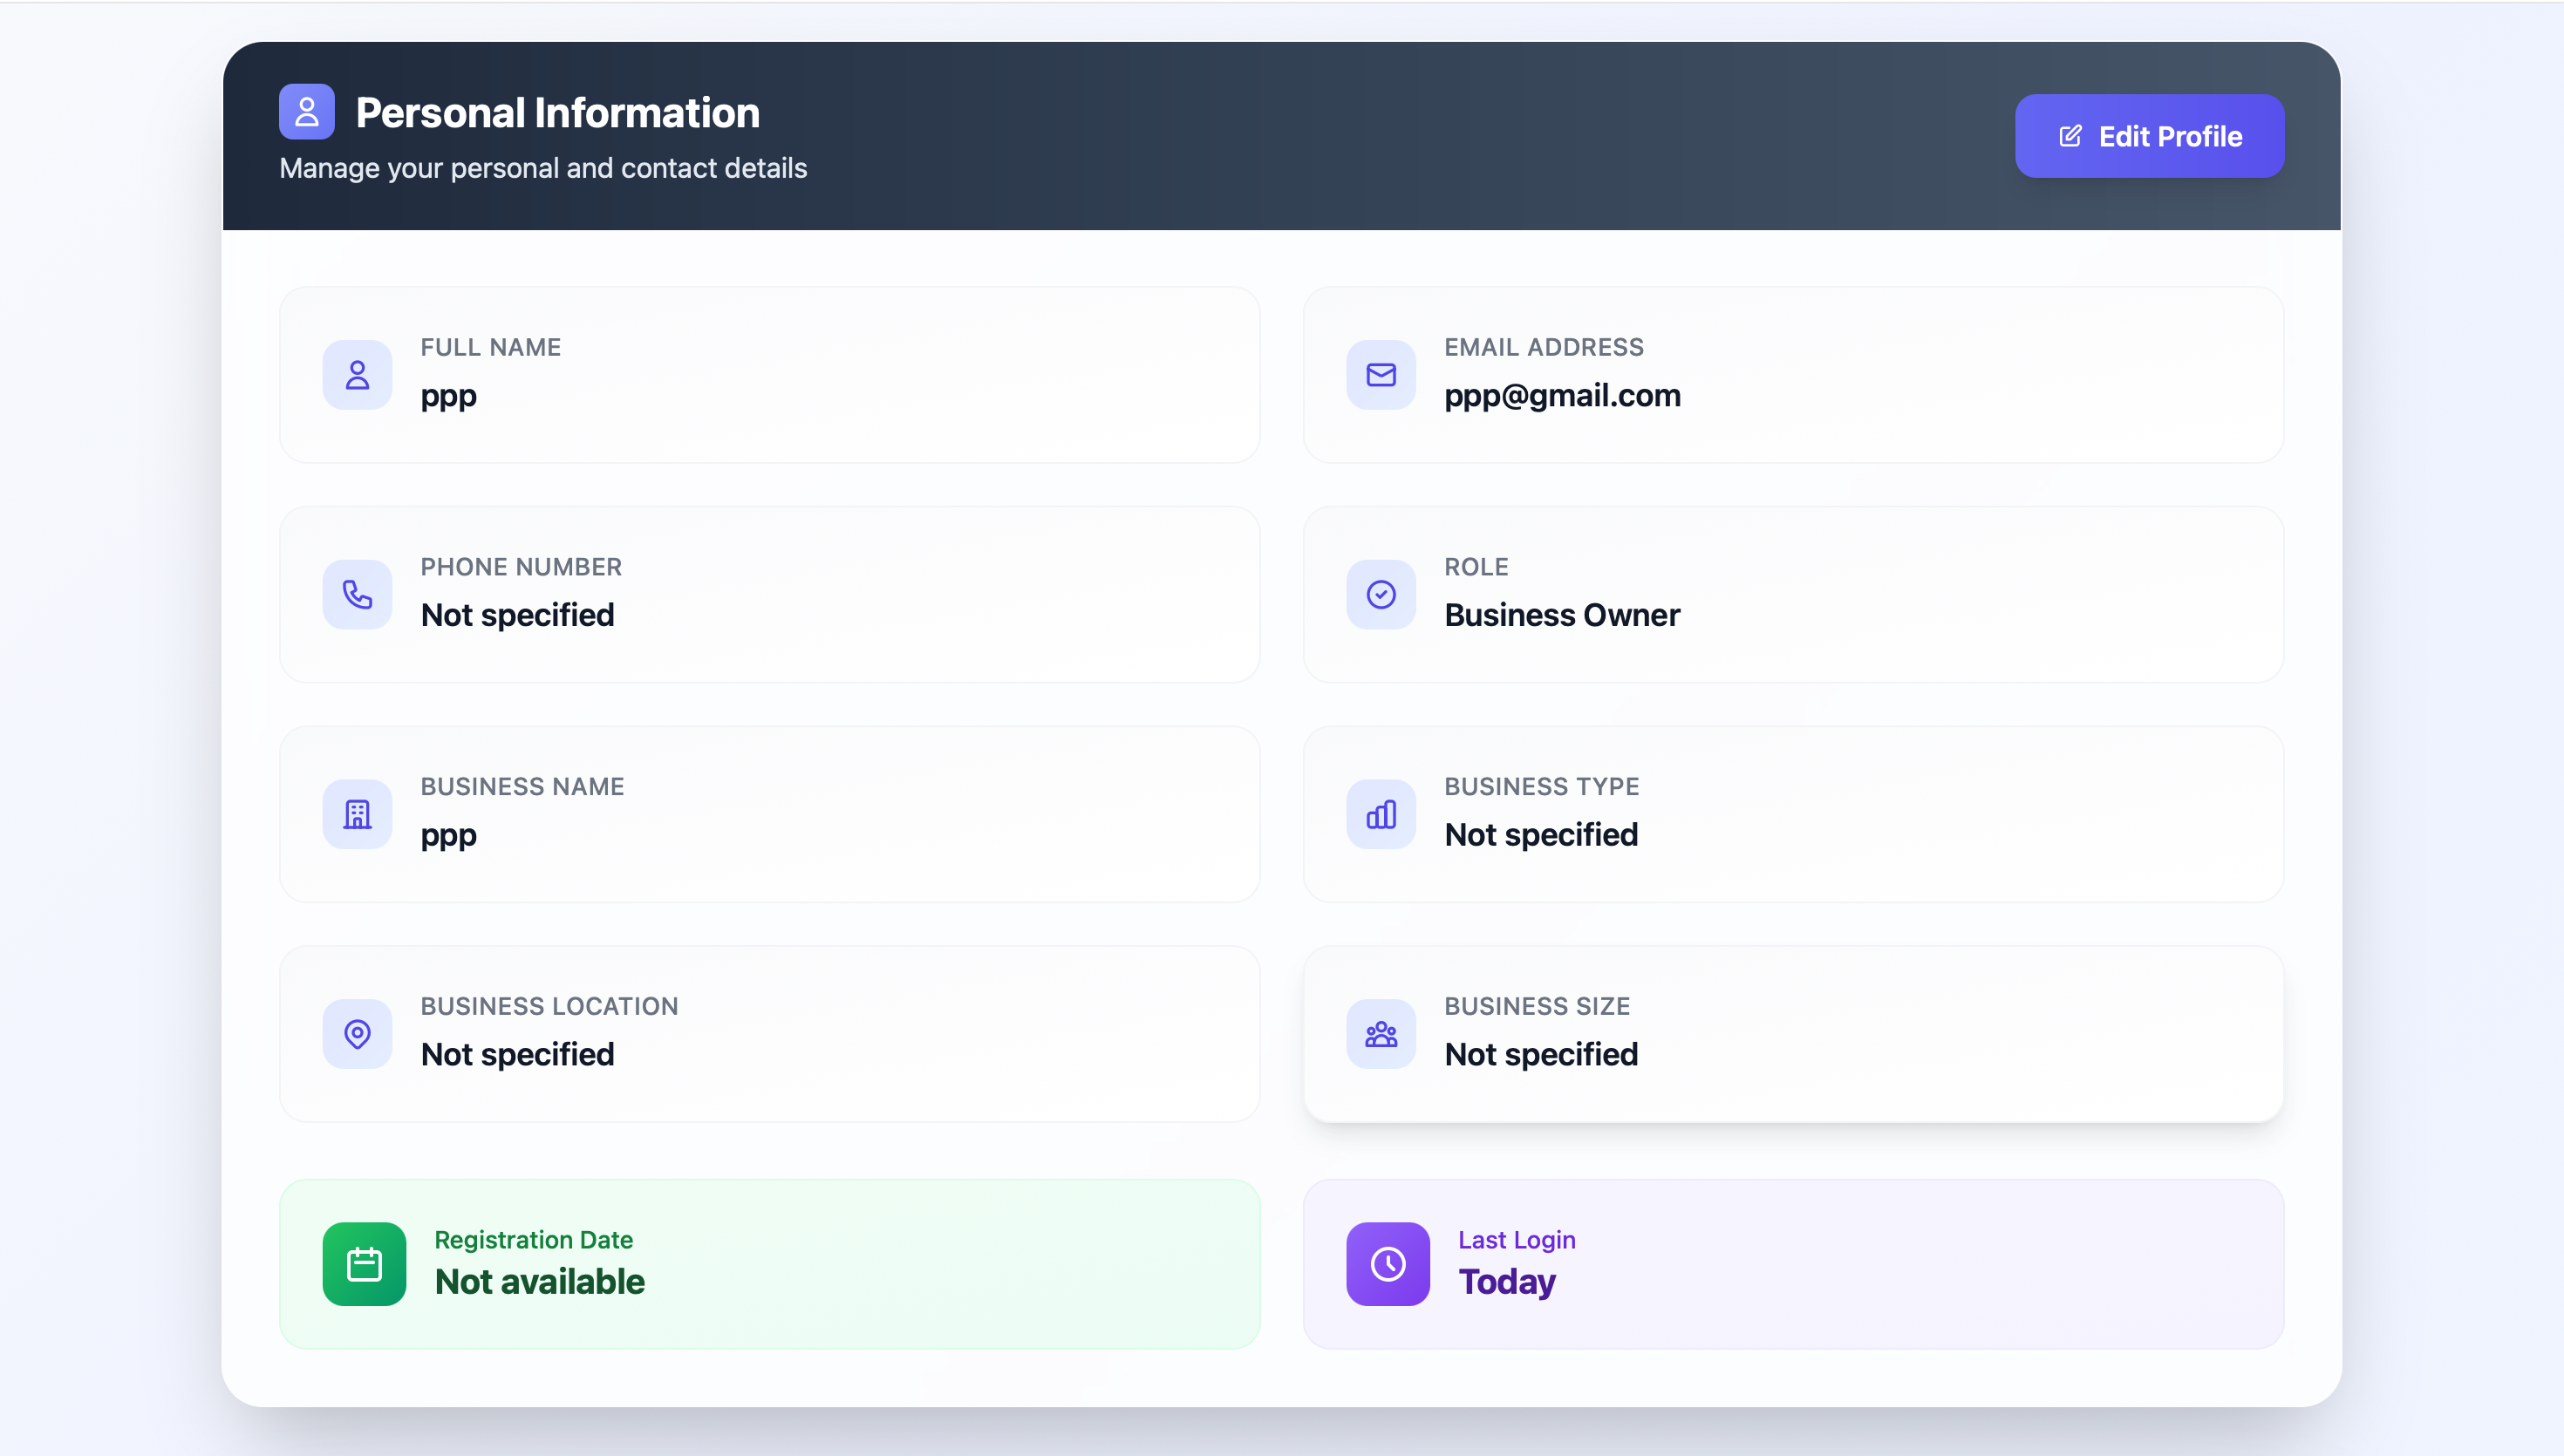 Personal Information
Manage your personal and contact details
Edit Profile
FULL NAME
ppp
EMAIL ADDRESS
ppp@gmail.com
PHONE NUMBER
Not specified
ROLE
Business Owner
BUSINESS NAME
ppp
BUSINESS TYPE
Not specified
BUSINESS LOCATION
Not specified
BUSINESS SIZE
Not specified
Registration Date
Not available
Last Login
Today